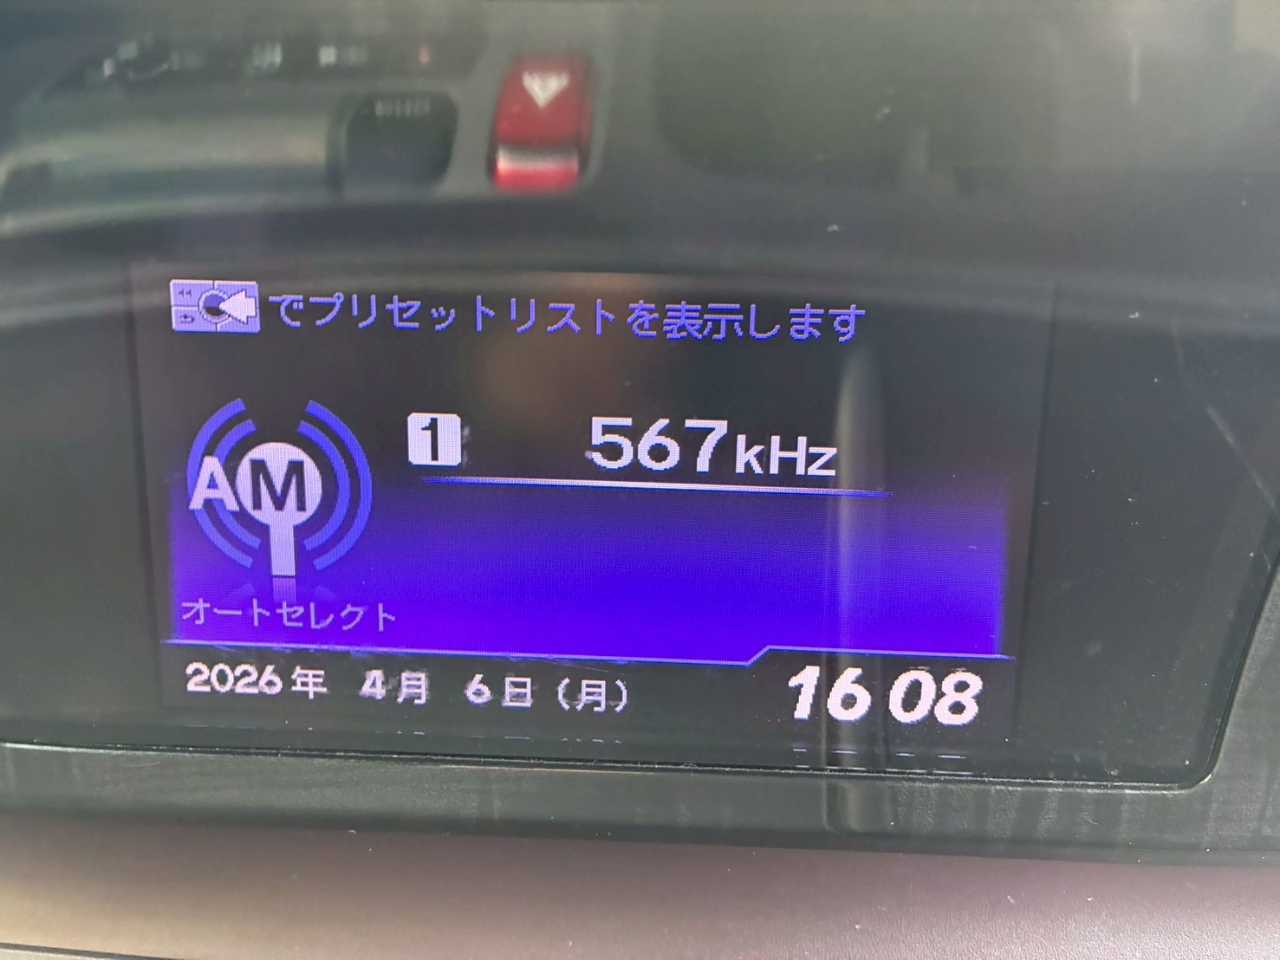 でプリセットリストを表示します
1 567kHz
AM
オートセレクト
2026年 4月 6日 (月) 16 08